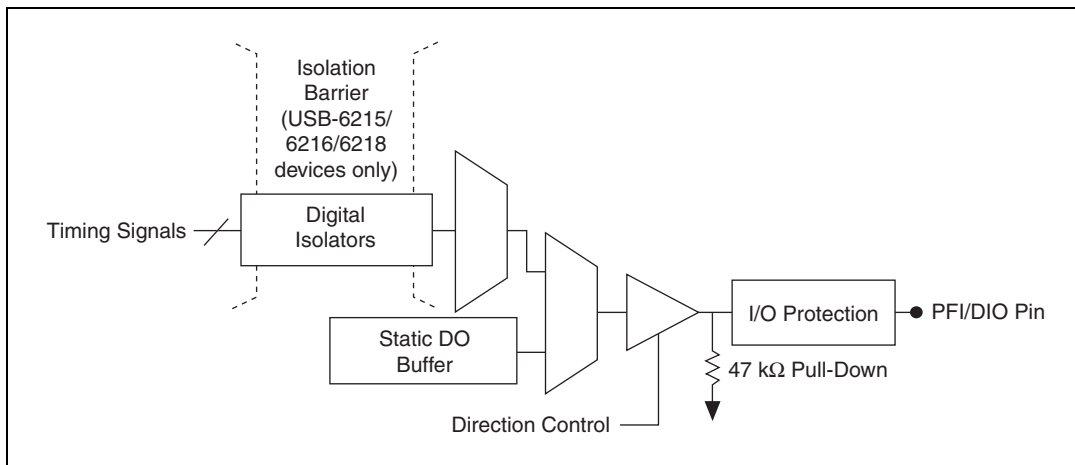 Isolation
Barrier
(USB-6215/
6216/6218
devices only)
Timing Signals
Digital
Isolators
Static DO
Buffer
I/O Protection
PFI/DIO Pin
47 kΩ Pull-Down
Direction Control